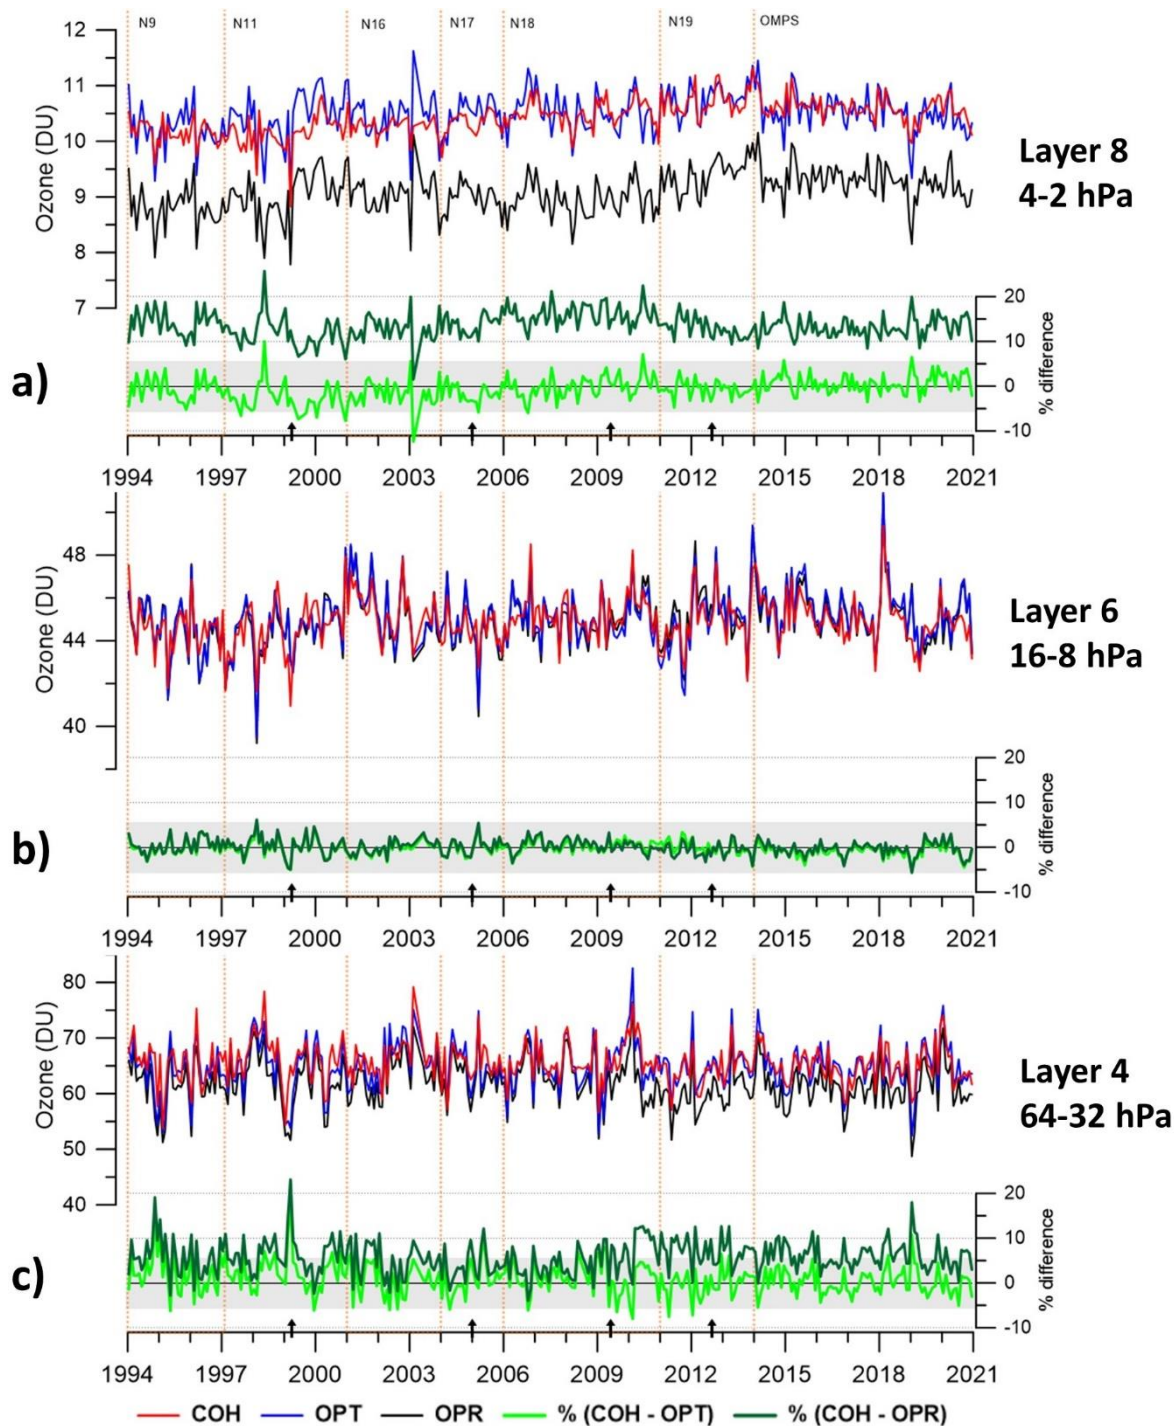 N9 N11 N16 N17 N18 N19 OMPS
12
11
10
9
8
7
Ozone (DU)
Layer 8
4-2 hPa
20
10
0
-10
% difference
a)
1994 1997 2000 2003 2006 2009 2012 2015 2018 2021
48
44
40
Ozone (DU)
Layer 6
16-8 hPa
20
10
0
-10
% difference
b)
1994 1997 2000 2003 2006 2009 2012 2015 2018 2021
80
70
60
50
40
Ozone (DU)
Layer 4
64-32 hPa
20
10
0
-10
% difference
c)
1994 1997 2000 2003 2006 2009 2012 2015 2018 2021
COH OPT OPR % (COH - OPT) % (COH - OPR)